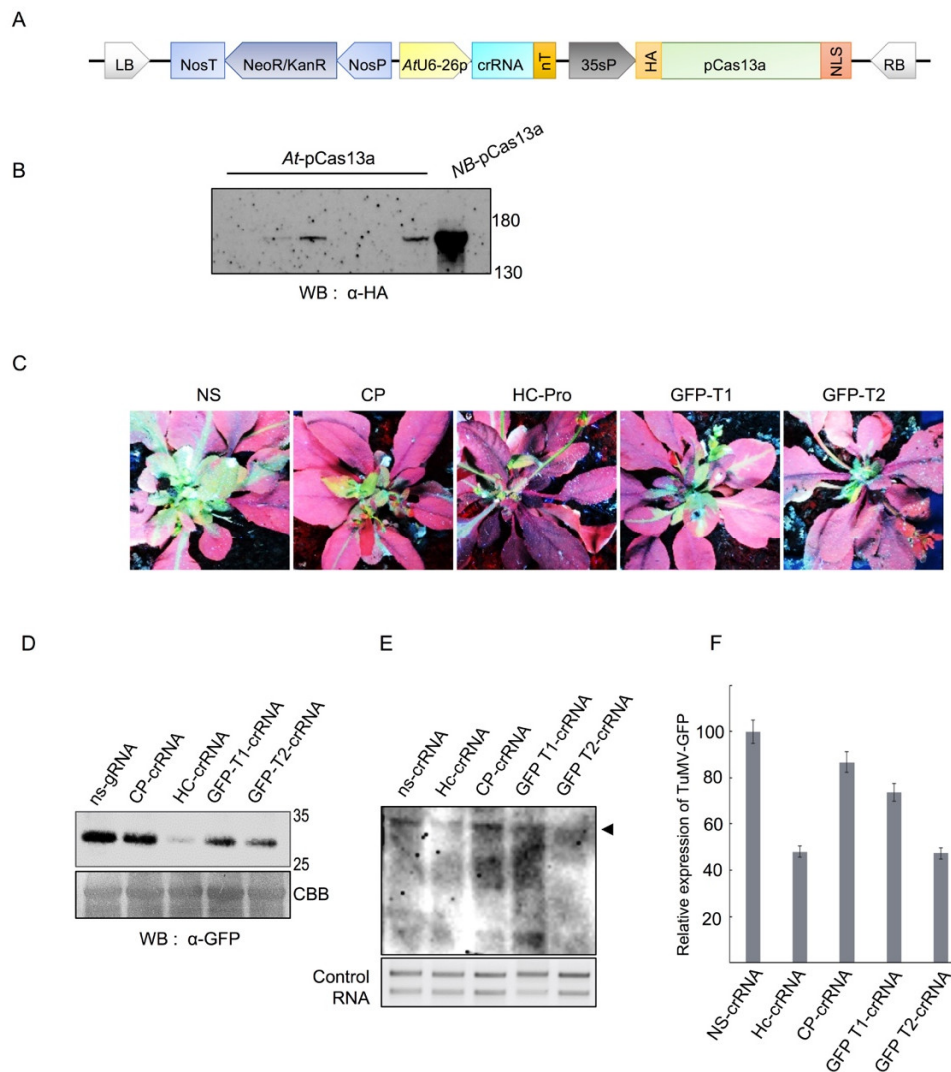 A
LB NosT NeoR/KanR NosP AtU6-26p crRNA nT 35sP HA pCas13a NLS RB
B
At-pCas13a NB-pCas13a
180
130
WB : α-HA
C
NS CP HC-Pro GFP-T1 GFP-T2
D
ns-gRNA CP-crRNA HC-crRNA GFP-T1-crRNA GFP-T2-crRNA
35
25
CBB
WB : α-GFP
E
ns-crRNA Hc-crRNA CP-crRNA GFP T1-crRNA GFP T2-crRNA
Control
RNA
F
Relative expression of TuMV-GFP
100
80
60
40
20
NS-crRNA Hc-crRNA CP-crRNA GFP T1-crRNA GFP T2-crRNA